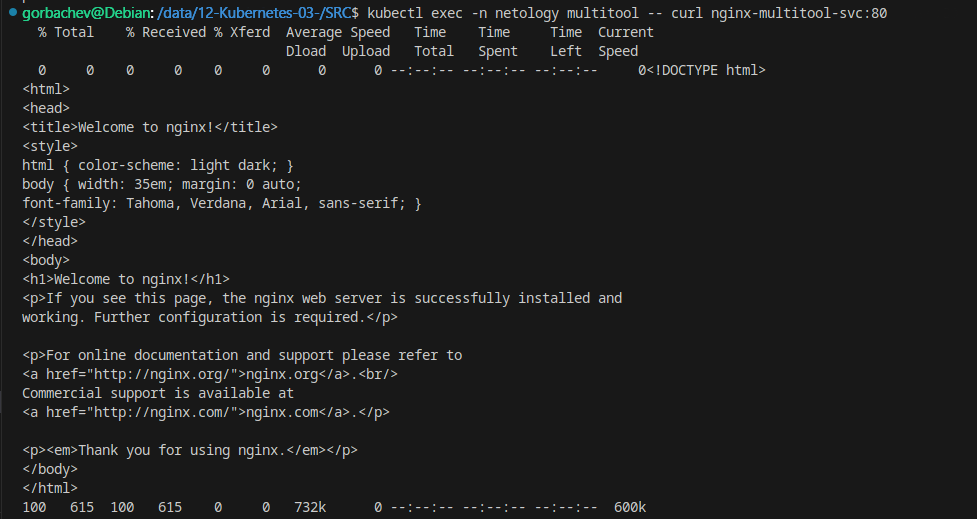 gorbachev@Debian:/data/12-Kubernetes-03-/SRC$ kubectl exec -n netology multitool -- curl nginx-multitool-svc:80
  % Total    % Received % Xferd  Average Speed   Time    Time     Time  Current
                                 Dload  Upload   Total   Spent    Left  Speed
  0     0    0     0    0     0      0      0 --:--:-- --:--:-- --:--:--     0<!DOCTYPE html>
<html>
<head>
<title>Welcome to nginx!</title>
<style>
html { color-scheme: light dark; }
body { width: 35em; margin: 0 auto;
font-family: Tahoma, Verdana, Arial, sans-serif; }
</style>
</head>
<body>
<h1>Welcome to nginx!</h1>
<p>If you see this page, the nginx web server is successfully installed and
working. Further configuration is required.</p>

<p>For online documentation and support please refer to
<a href="http://nginx.org/">nginx.org</a>.<br/>
Commercial support is available at
<a href="http://nginx.com/">nginx.com</a>.</p>

<p><em>Thank you for using nginx.</em></p>
</body>
</html>
100   615  100   615    0     0   732k      0 --:--:-- --:--:-- --:--:--  600k